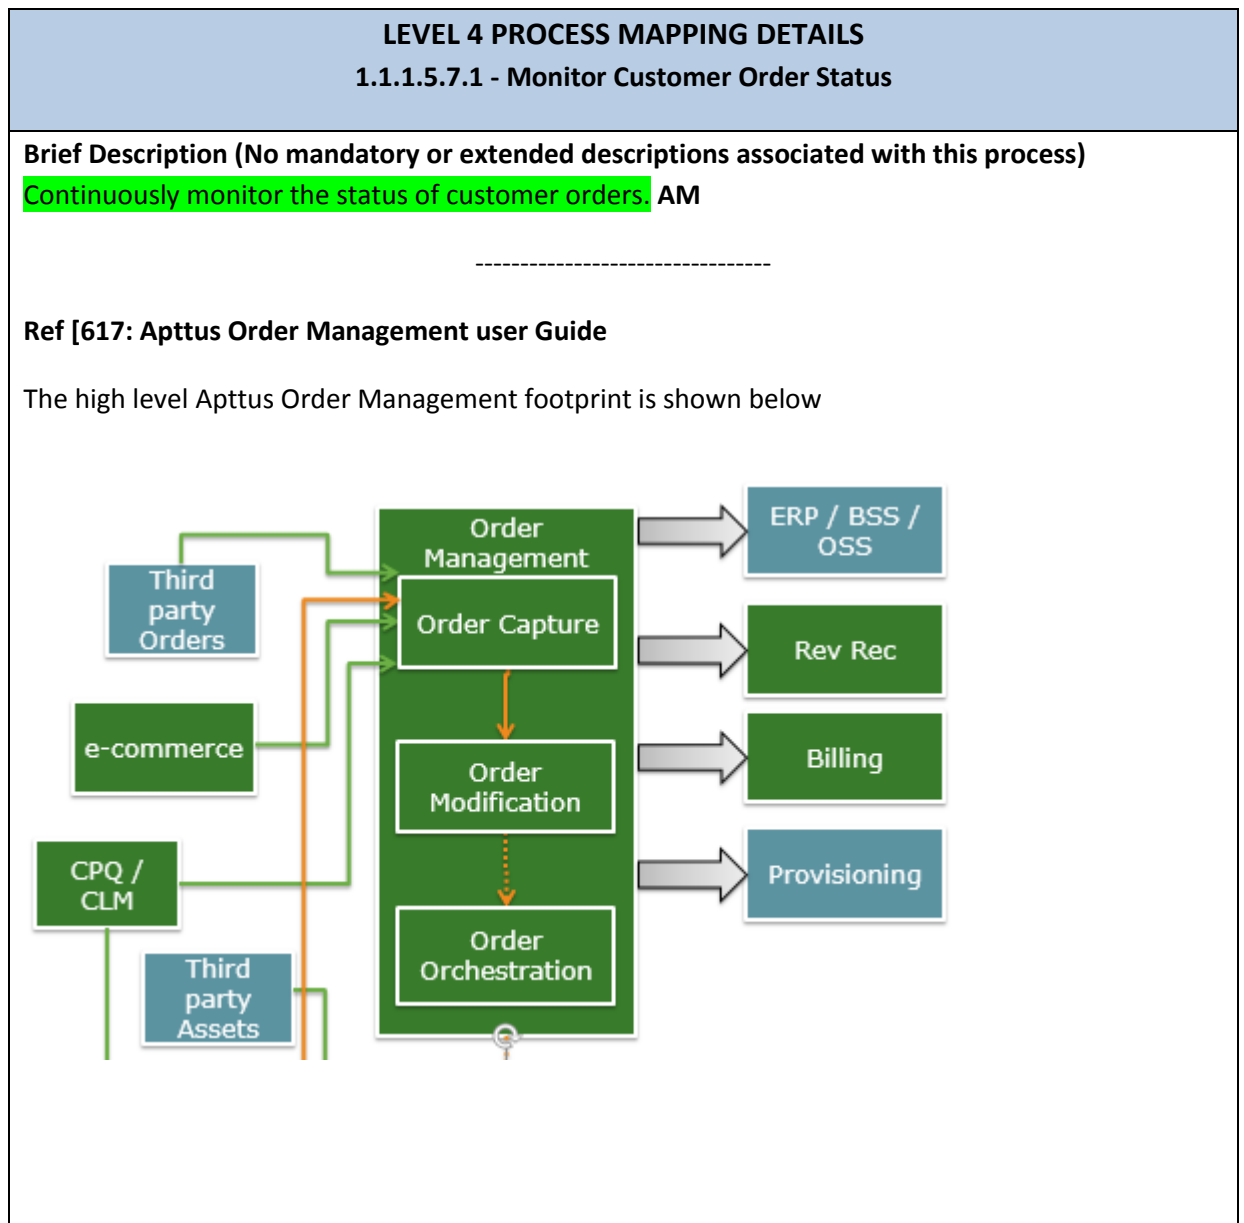 LEVEL 4 PROCESS MAPPING DETAILS
1.1.1.5.7.1 - Monitor Customer Order Status
Brief Description (No mandatory or extended descriptions associated with this process)
Continuously monitor the status of customer orders. AM
---------------------------------
Ref [617: Apttus Order Management user Guide
The high level Apttus Order Management footprint is shown below
Order
Management
ERP / BSS /
OSS
Third
party
Orders
Order Capture
Rev Rec
e-commerce
Order
Modification
Billing
CPQ /
CLM
Provisioning
Third
party
Assets
Order
Orchestration